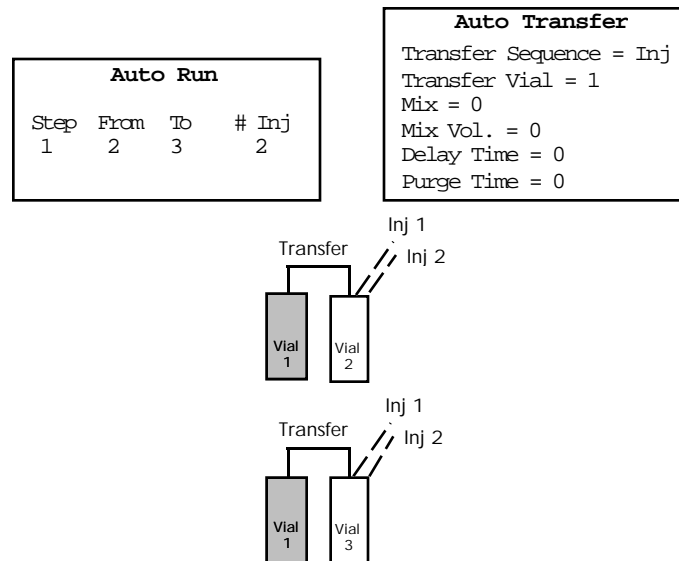 Auto Run
Step From To # Inj
1 2 3 2
Auto Transfer
Transfer Sequence = Inj
Transfer Vial = 1
Mix = 0
Mix Vol. = 0
Delay Time = 0
Purge Time = 0
Inj 1
Transfer
Inj 2
Vial
1
Vial
2
Inj 1
Transfer
Inj 2
Vial
1
Vial
3